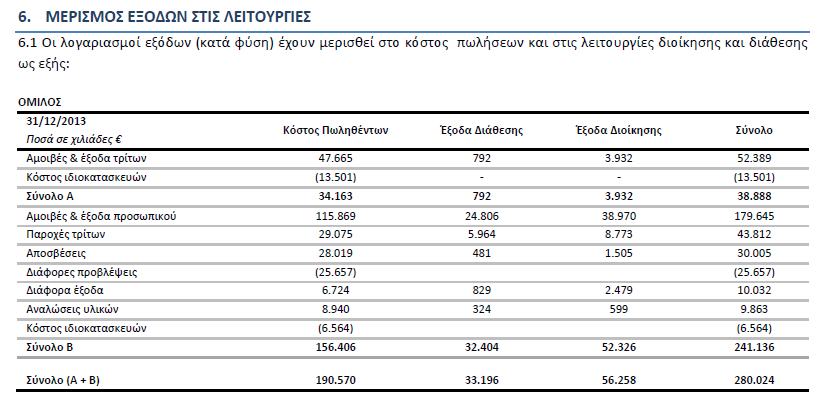 6. ΜΕΡΙΣΜΟΣ ΕΞΟΔΩΝ ΣΤΙΣ ΛΕΙΤΟΥΡΓΙΕΣ
6.1 Οι λογαριασμοί εξόδων (κατά φύση) έχουν μερισθεί στο κόστος πωλήσεων και στις λειτουργίες διοίκησης και διάθεσης
ως εξής:
ΟΜΙΛΟΣ
31/12/2013
Ποσά σε χιλιάδες € Κόστος Πωληθέντων Έξοδα Διάθεσης Έξοδα Διοίκησης Σύνολο
Αμοιβές & έξοδα τρίτων 47.665 792 3.932 52.389
Κόστος ιδιοκατασκευών (13.501) - - (13.501)
Σύνολο Α 34.163 792 3.932 38.888
Αμοιβές & έξοδα προσωπικού 115.869 24.806 38.970 179.645
Παροχές τρίτων 29.075 5.964 8.773 43.812
Αποσβέσεις 28.019 481 1.505 30.005
Διάφορες προβλέψεις (25.657) (25.657)
Διάφορα έξοδα 6.724 829 2.479 10.032
Αναλώσεις υλικών 8.940 324 599 9.863
Κόστος ιδιοκατασκευών (6.564) (6.564)
Σύνολο Β 156.406 32.404 52.326 241.136
Σύνολο (Α + Β) 190.570 33.196 56.258 280.024